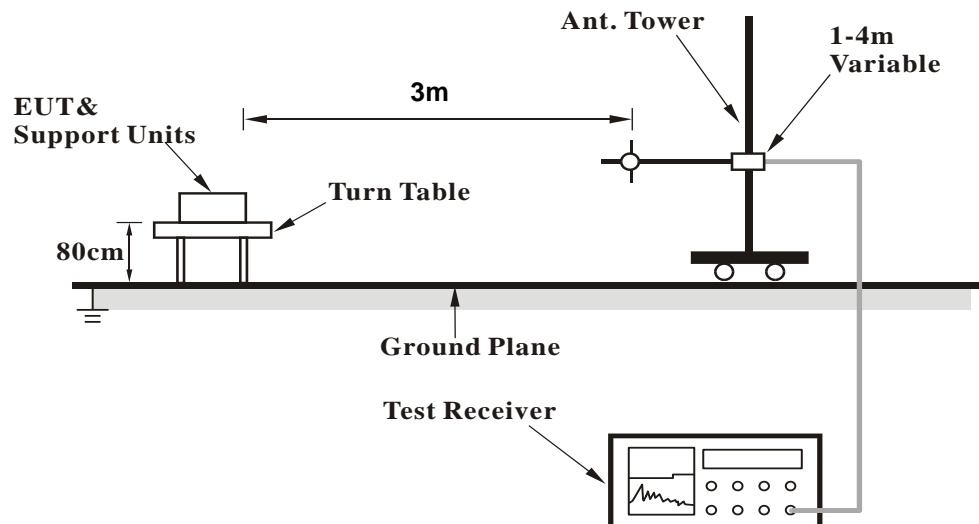 Ant. Tower
1-4m
Variable
3m
EUT&
Support Units
Turn Table
80cm
Ground Plane
Test Receiver